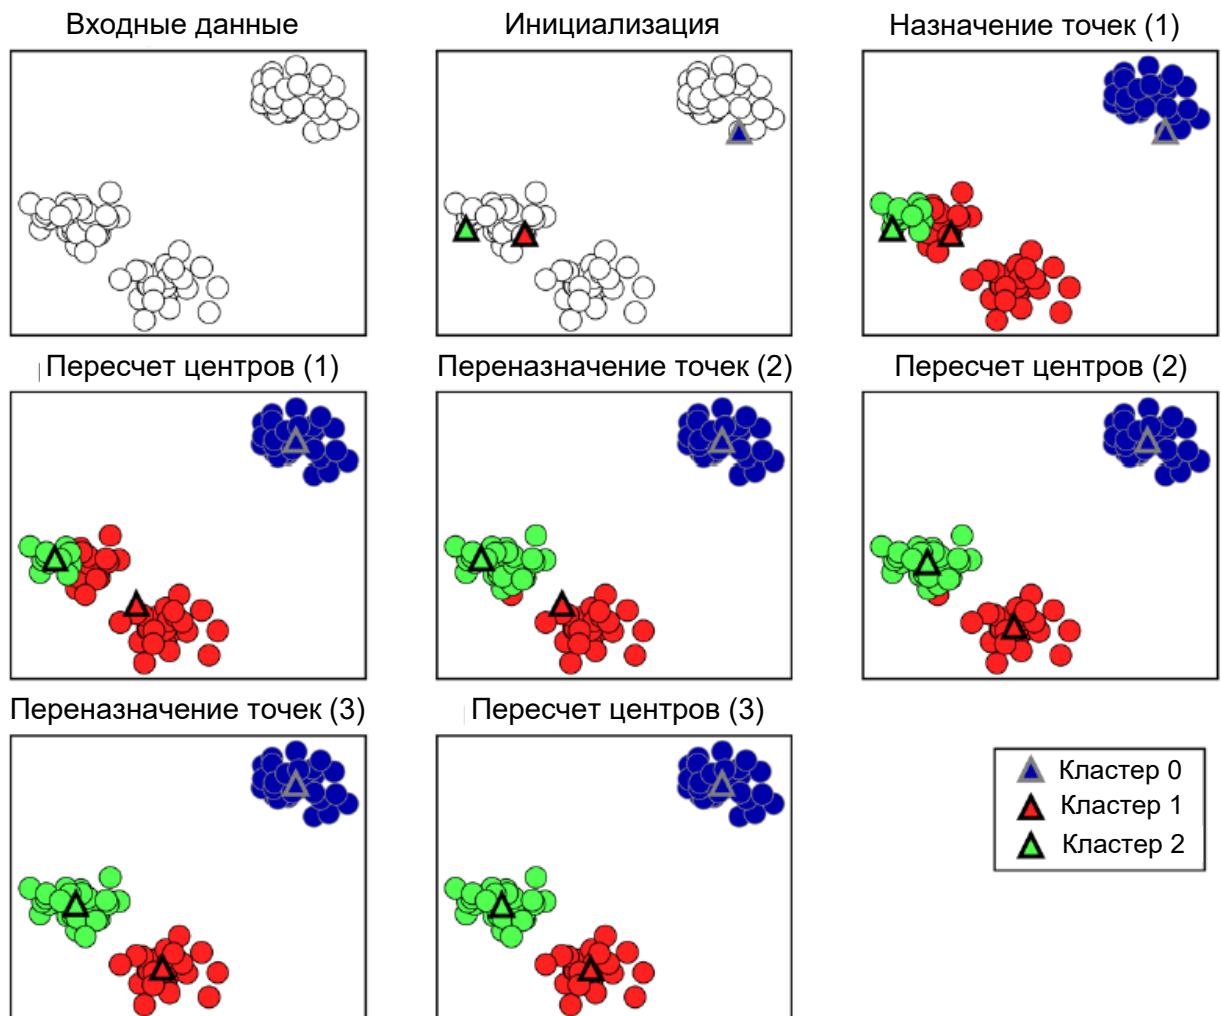 Входные данные
Инициализация
Назначение точек (1)
Пересчет центров (1)
Переназначение точек (2)
Пересчет центров (2)
Переназначение точек (3)
Пересчет центров (3)
Кластер 0
Кластер 1
Кластер 2